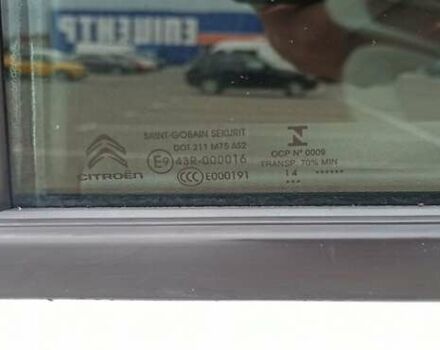 ЕПІЦЕНТР
SAINT-GOBAIN SEKURIT
DOT 211 M75 AS2
E9 43R-000016
CITROËN
CCC E000191
OCP N° 0009
TRANSP. 70% MIN
14 ······
···